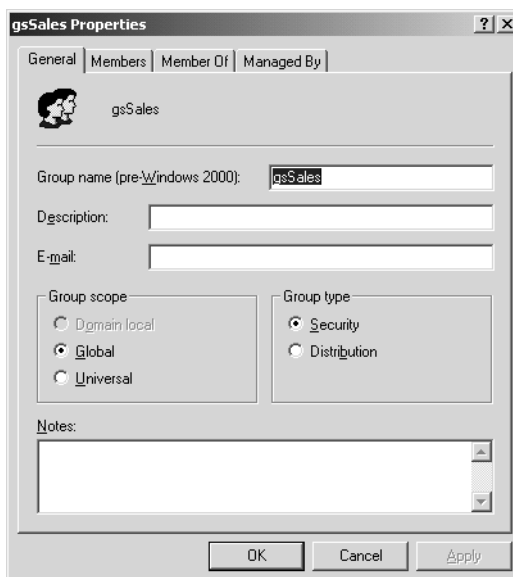 gsSales Properties
General Members Member Of Managed By
gsSales
Group name (pre-Windows 2000): gsSales
Description:
E-mail:
Group scope
Domain local
Global
Universal
Group type
Security
Distribution
Notes:
OK Cancel Apply